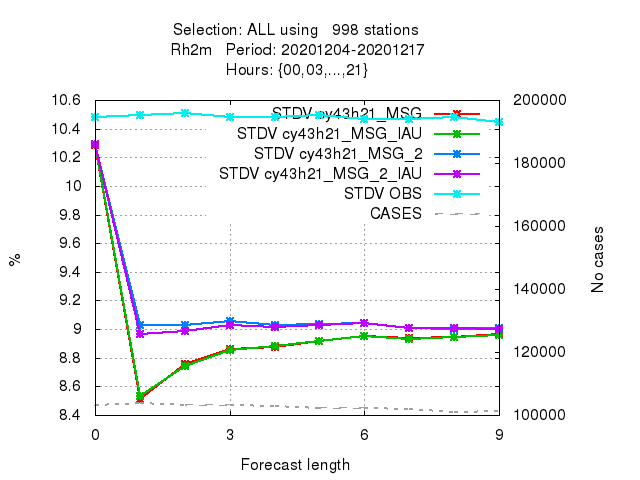 Selection: ALL using   998 stations
Rh2m   Period: 20201204-20201217
Hours: {00,03,...,21}
10.6
10.4
10.2
10
9.8
9.6
9.4
9.2
9
8.8
8.6
8.4
%
STDV cy43h21_MSG
STDV cy43h21_MSG_IAU
STDV cy43h21_MSG_2
STDV cy43h21_MSG_2_IAU
STDV OBS
CASES
200000
180000
160000
140000
120000
100000
No cases
0 3 6 9
Forecast length